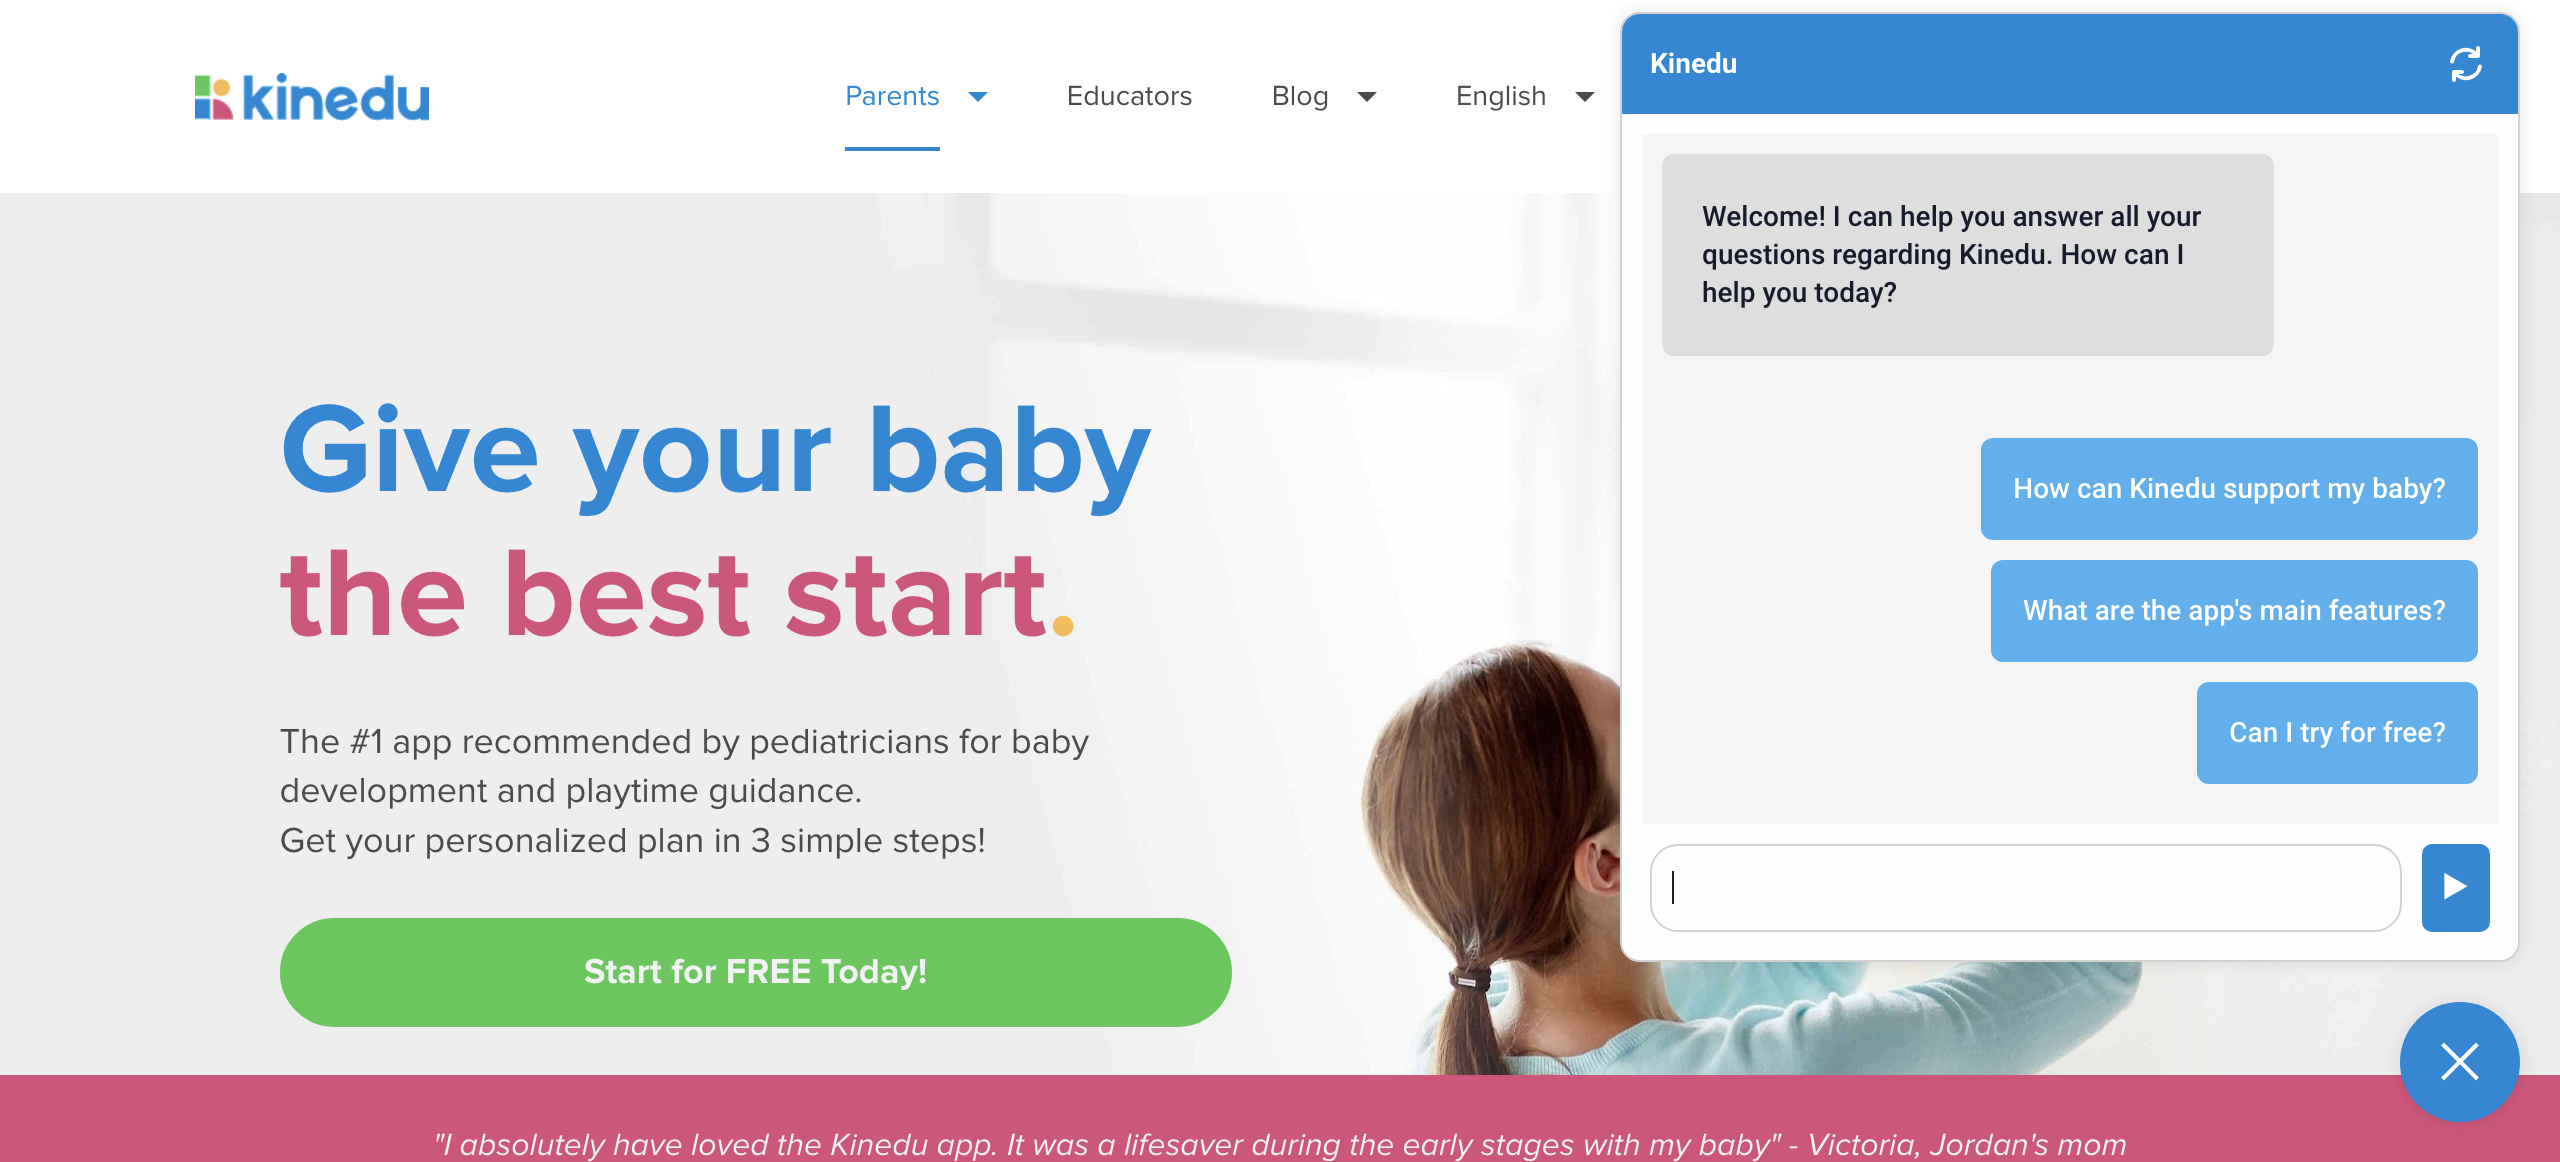 kinedu
Parents
Educators
Blog
English
Give your baby
the best start.
The #1 app recommended by pediatricians for baby
development and playtime guidance.
Get your personalized plan in 3 simple steps!
Start for FREE Today!
"I absolutely have loved the Kinedu app. It was a lifesaver during the early stages with my baby" - Victoria, Jordan's mom
Kinedu
Welcome! I can help you answer all your
questions regarding Kinedu. How can I
help you today?
How can Kinedu support my baby?
What are the app's main features?
Can I try for free?